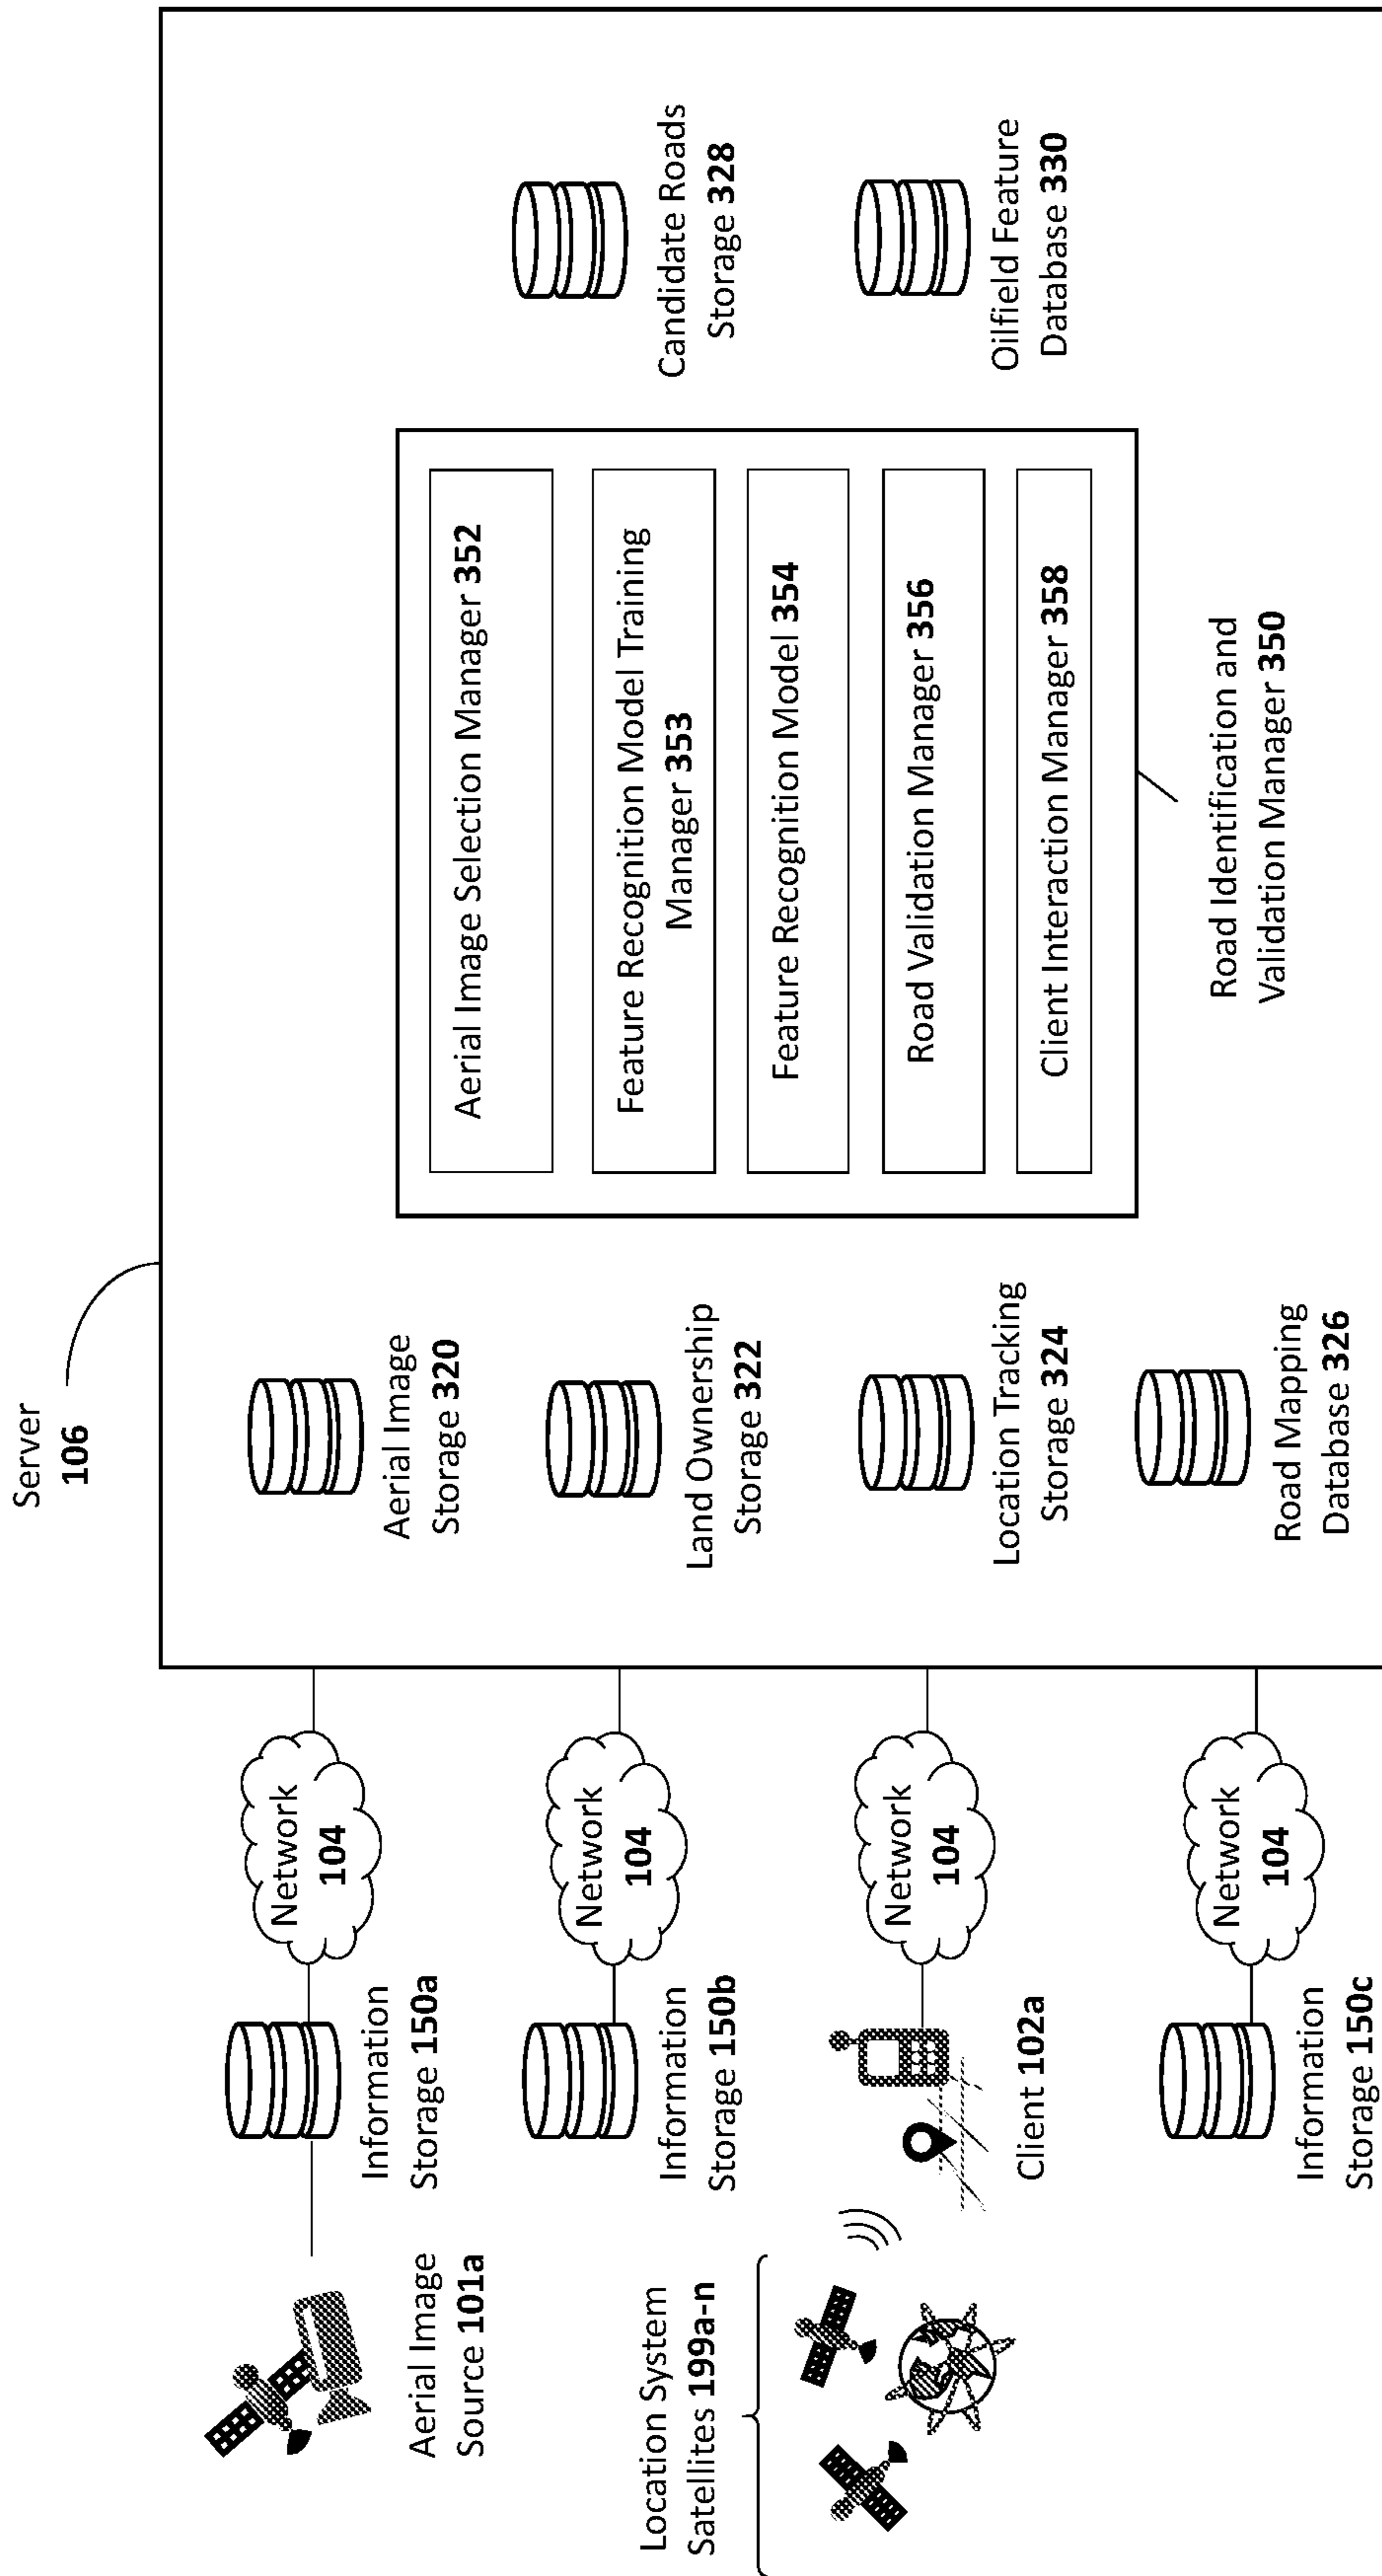 Server
106
Aerial Image
Source 101a
Information
Storage 150a
Network
104
Aerial Image
Storage 320
Information
Storage 150b
Network
104
Land Ownership
Storage 322
Location System
Satellites 199a-n
Client 102a
Network
104
Location Tracking
Storage 324
Information
Storage 150c
Network
104
Road Mapping
Database 326
Aerial Image Selection Manager 352
Feature Recognition Model Training
Manager 353
Feature Recognition Model 354
Road Validation Manager 356
Client Interaction Manager 358
Road Identification and
Validation Manager 350
Candidate Roads
Storage 328
Oilfield Feature
Database 330